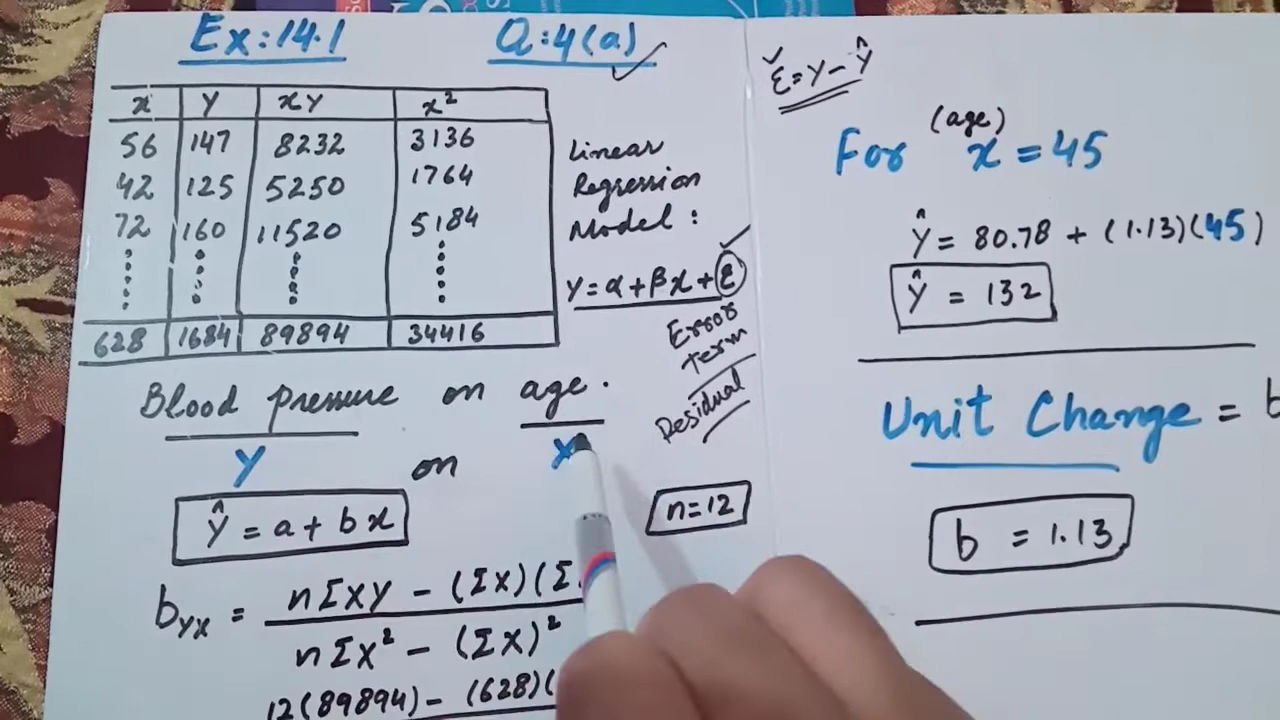 Ex:14.1 Q:4(a)
x y xy x²
56 147 8232 3136
42 125 5250 1764
72 160 11520 5184
628 1684 89894 34416
Linear
Regression
Model:
Y=α+βx+ε
Error
Term
Residual
Blood pressure on age.
Y on X
Ŷ = a + bx
n=12
bYX = nΣXY - (ΣX)(Σ
nΣX² - (ΣX)²
12(89894) - (628)(
ε=Y-Ŷ
(age)
For x = 45
Ŷ = 80.78 + (1.13)(45)
Ŷ = 132
Unit Change = b
b = 1.13